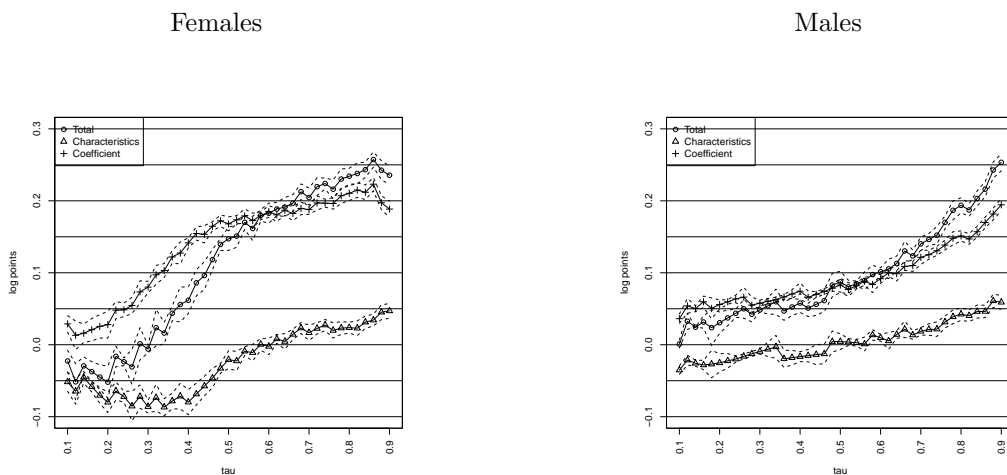 Females
Males
0.3
0.2
0.1
0.0
−0.1
log points
Total
Characteristics
Coefficient
0.1
0.2
0.3
0.4
0.5
0.6
0.7
0.8
0.9
tau
0.3
0.2
0.1
0.0
−0.1
log points
Total
Characteristics
Coefficient
0.1
0.2
0.3
0.4
0.5
0.6
0.7
0.8
0.9
tau